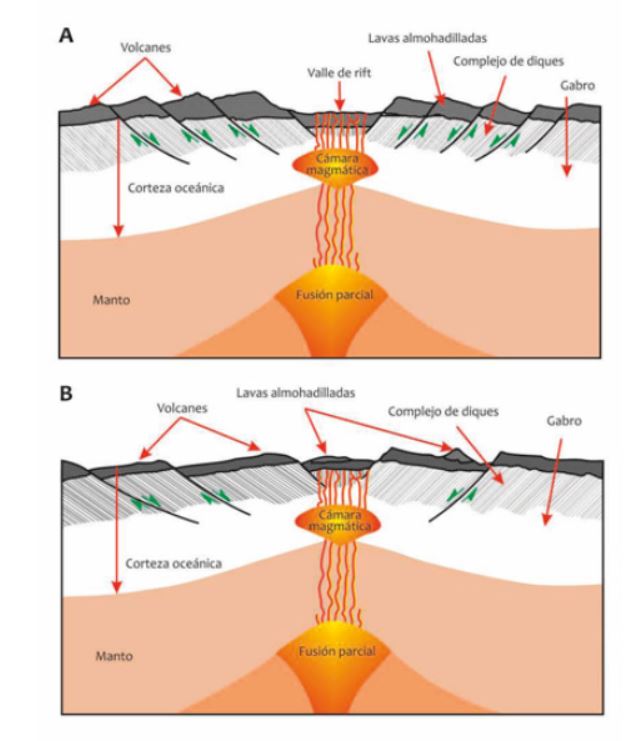 A
Volcanes
Lavas almohadilladas
Complejo de diques
Valle de rift
Gabro
Cámara
magmática
Corteza oceánica
Manto
Fusión parcial
B
Lavas almohadilladas
Volcanes
Complejo de diques
Gabro
Cámara
magmática
Corteza oceánica
Manto
Fusión parcial